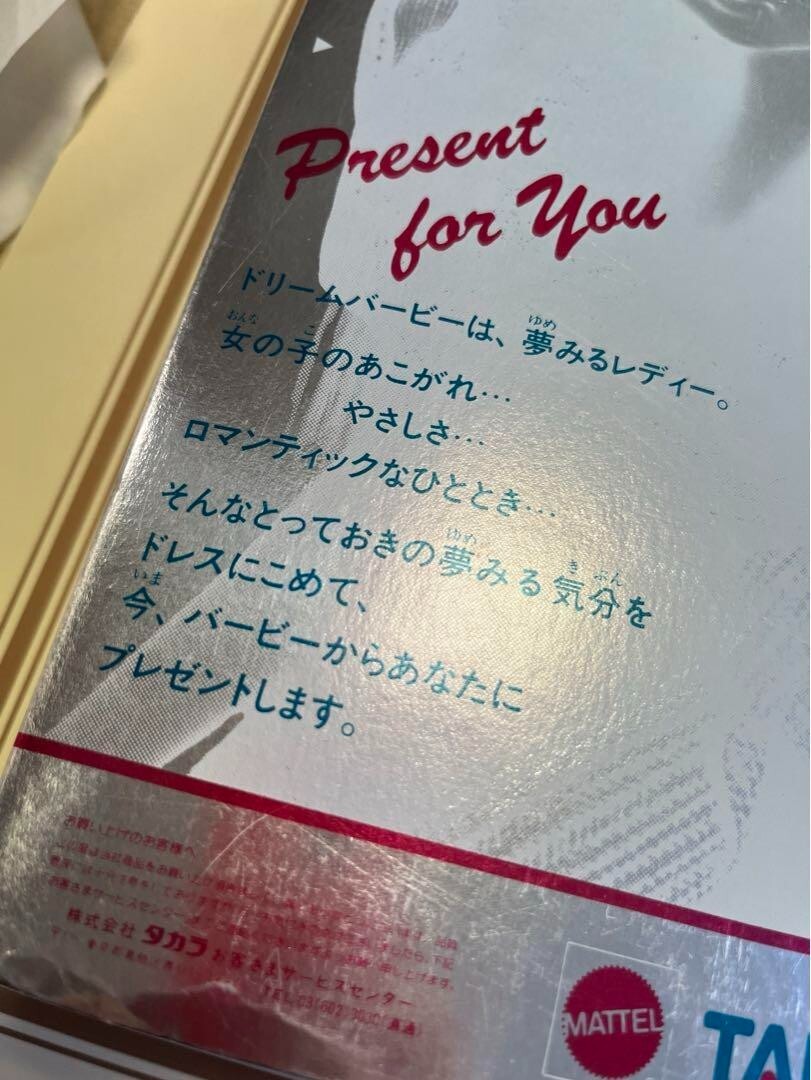 Present
for You
ドリームバービーは、夢みるレディー。
女の子のあこがれ…
やさしさ…
ロマンティックなひととき…
そんなとっておきの夢みる気分を
ドレスにこめて、
今、バービーからあなたに
プレゼントします。
お買い上げのお客様へ
株式会社 タカラ お客さまサービスセンター
MATTEL
TA